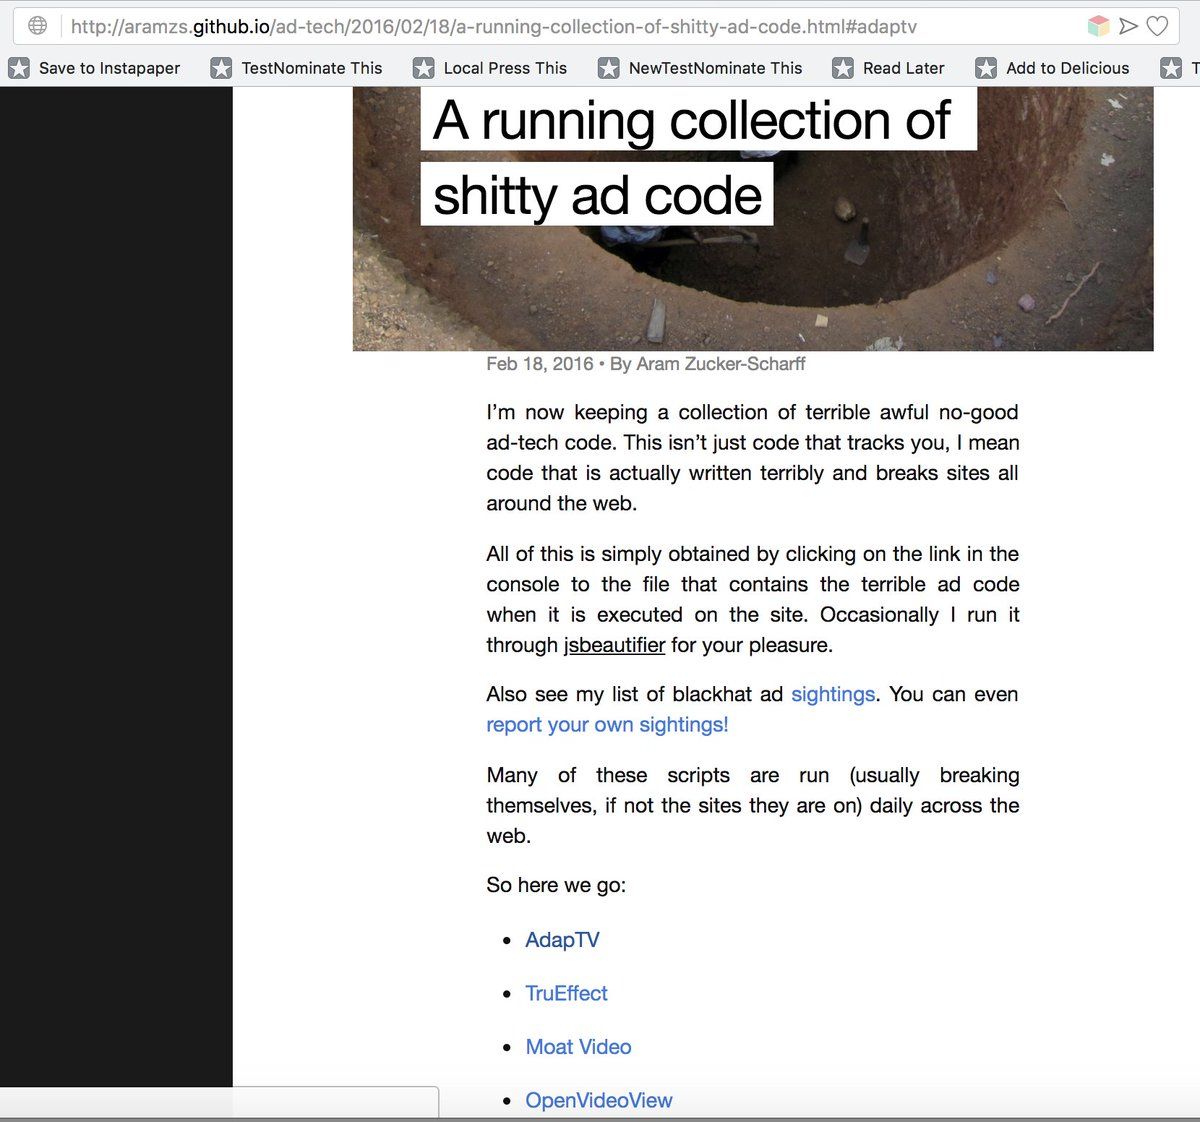 http://aramzs.github.io/ad-tech/2016/02/18/a-running-collection-of-shitty-ad-code.html#adaptv
Save to Instapaper TestNominate This Local Press This NewTestNominate This Read Later Add to Delicious T
A running collection of
shitty ad code
Feb 18, 2016 • By Aram Zucker-Scharff
I’m now keeping a collection of terrible awful no-good
ad-tech code. This isn’t just code that tracks you, I mean
code that is actually written terribly and breaks sites all
around the web.
All of this is simply obtained by clicking on the link in the
console to the file that contains the terrible ad code
when it is executed on the site. Occasionally I run it
through jsbeautifier for your pleasure.
Also see my list of blackhat ad sightings. You can even
report your own sightings!
Many of these scripts are run (usually breaking
themselves, if not the sites they are on) daily across the
web.
So here we go:
• AdapTV
• TruEffect
• Moat Video
• OpenVideoView